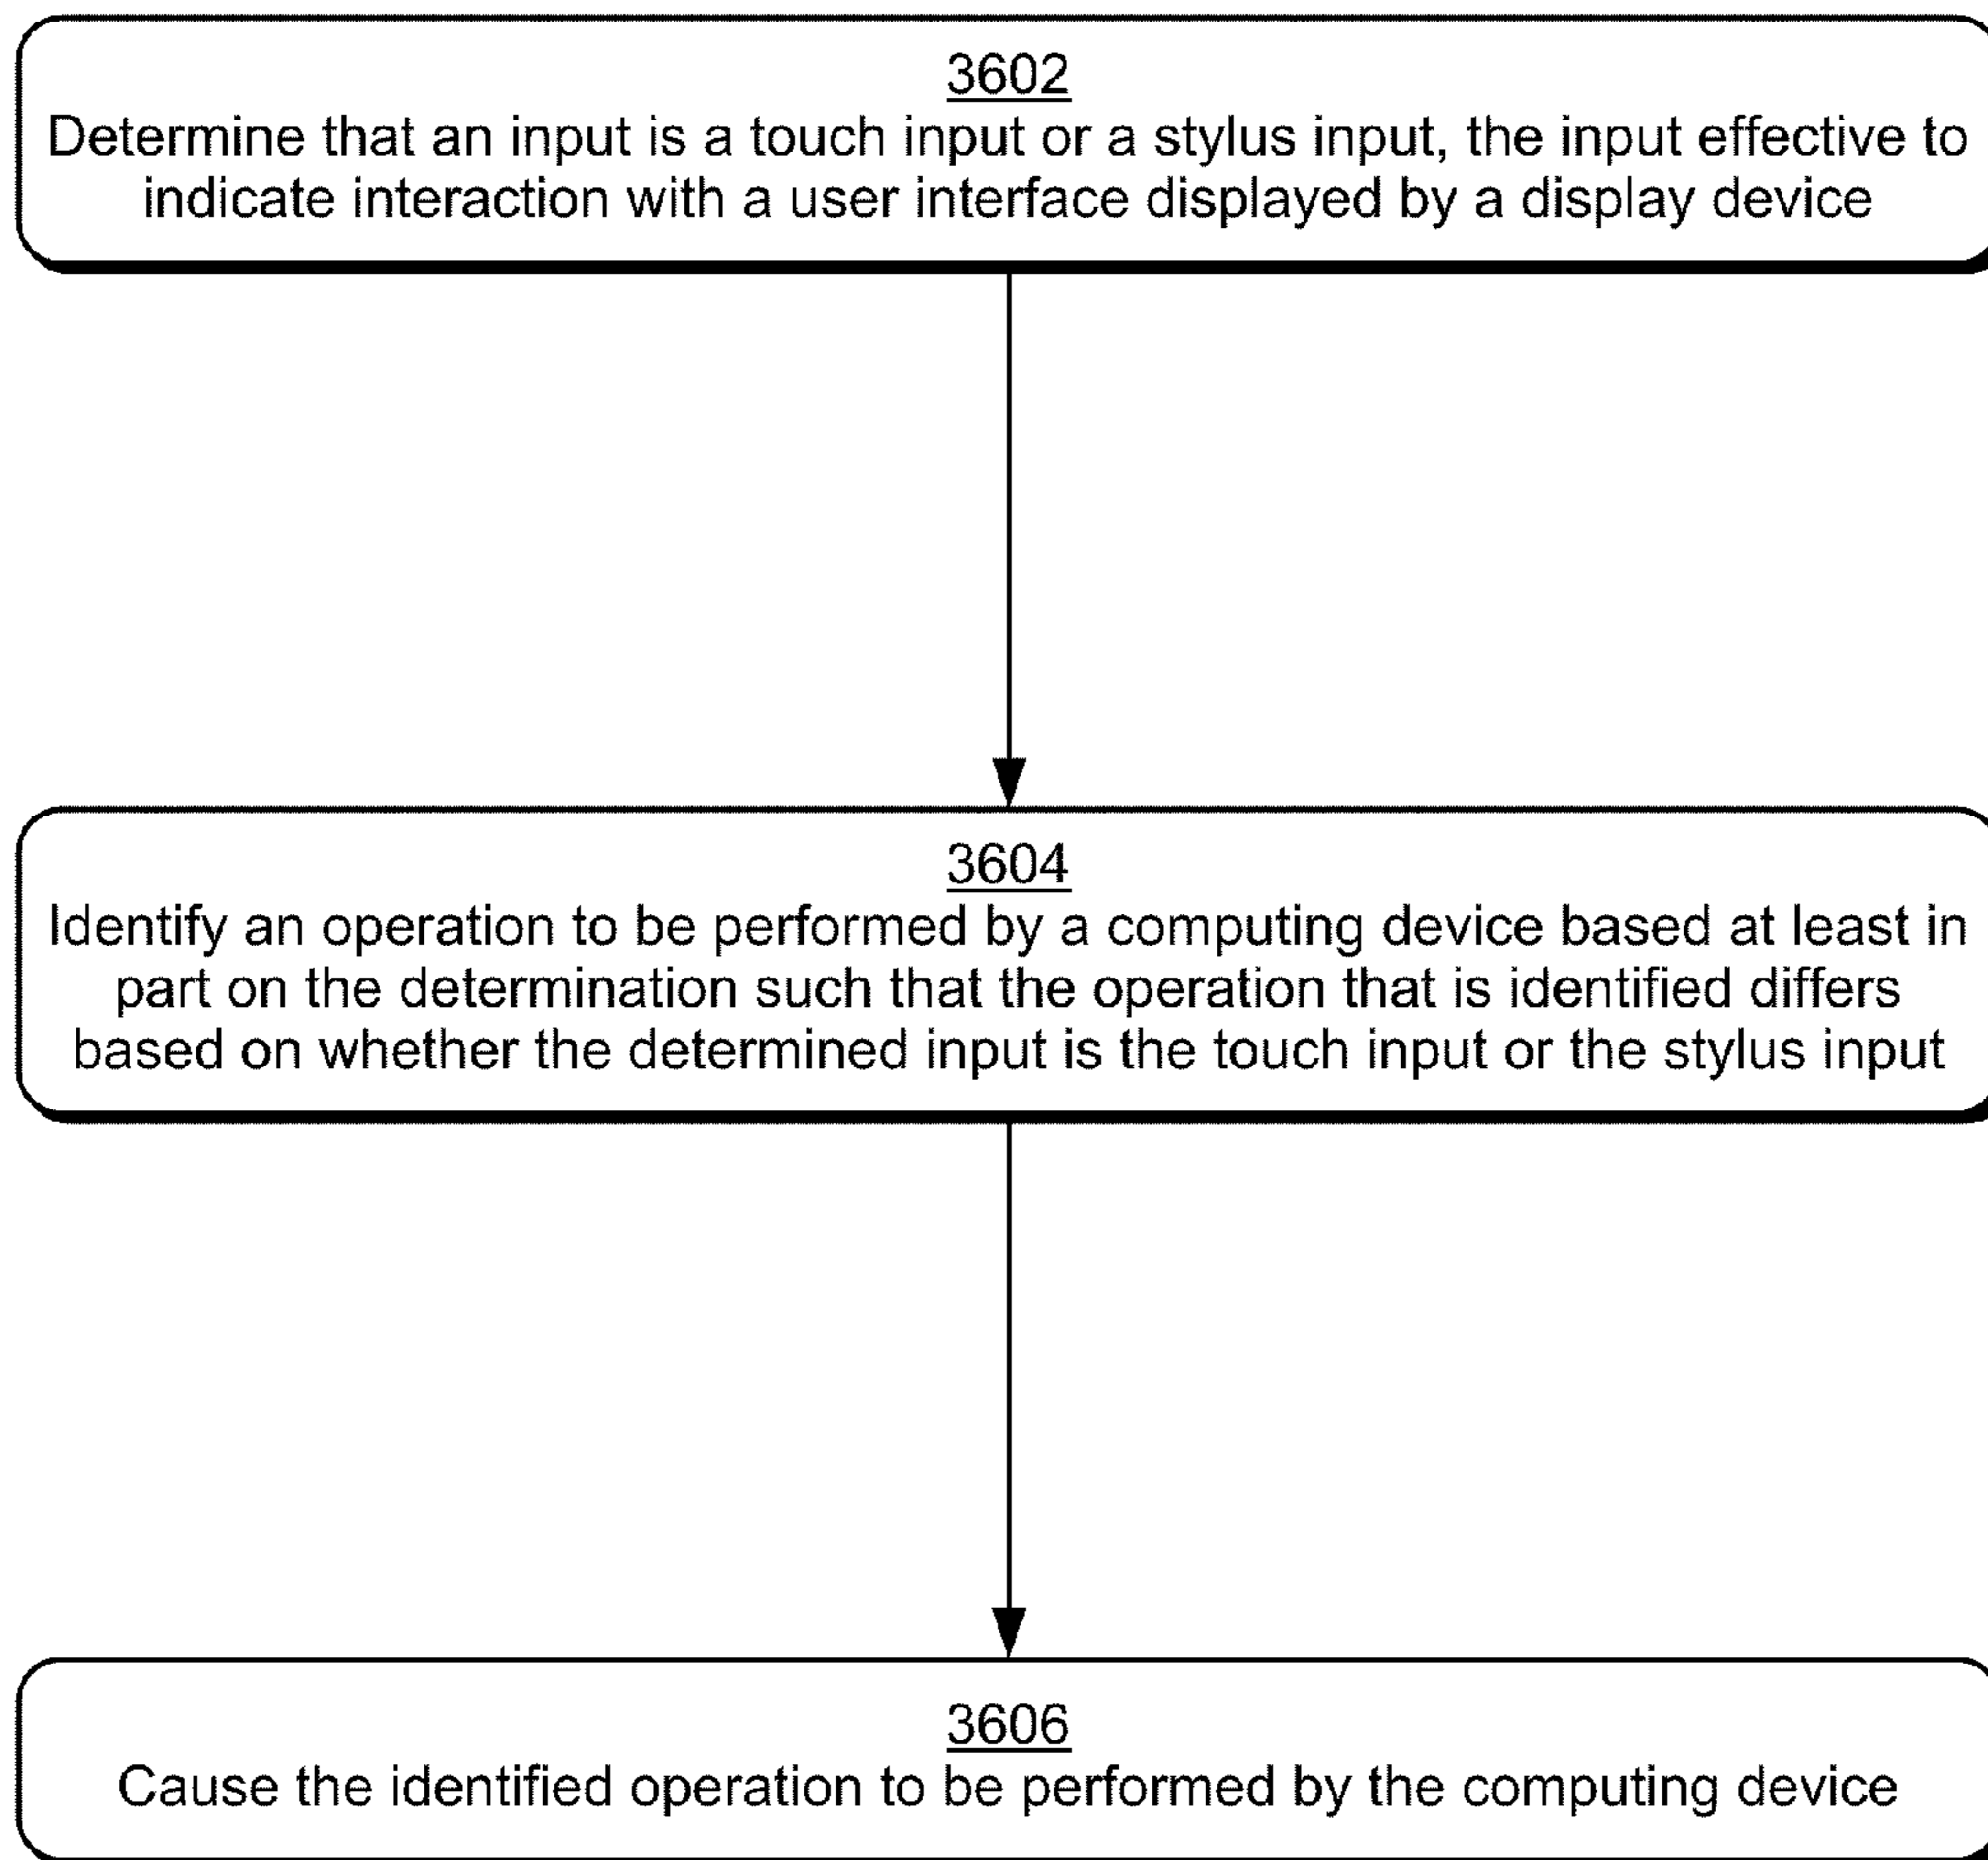 3602
Determine that an input is a touch input or a stylus input, the input effective to
indicate interaction with a user interface displayed by a display device
3604
Identify an operation to be performed by a computing device based at least in
part on the determination such that the operation that is identified differs
based on whether the determined input is the touch input or the stylus input
3606
Cause the identified operation to be performed by the computing device